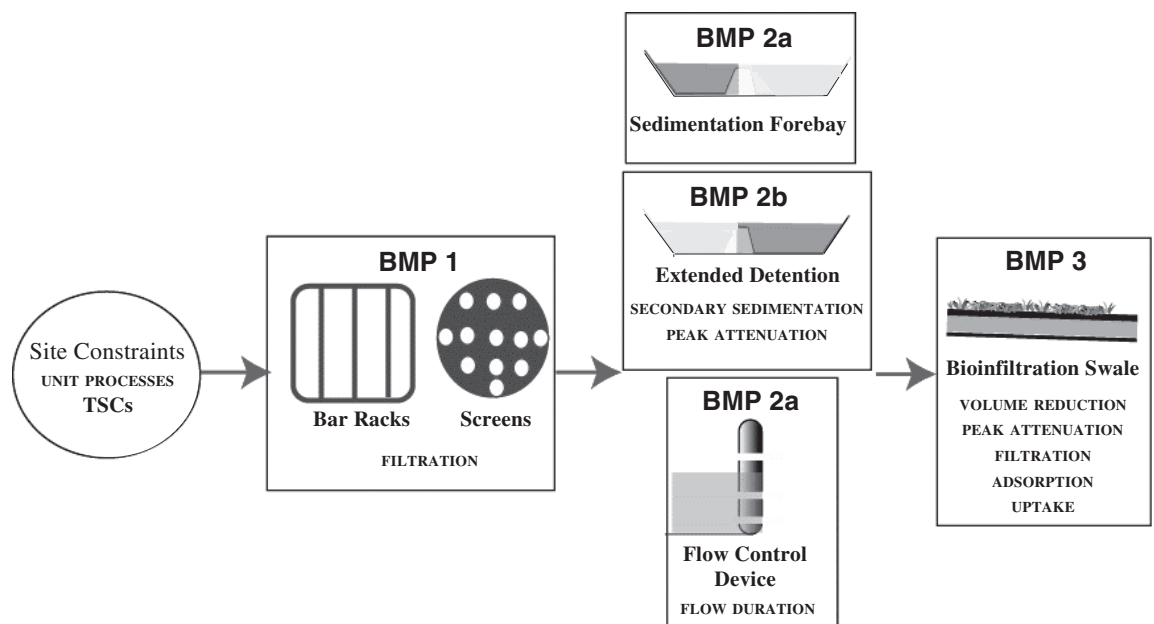 Site Constraints
UNIT PROCESSES
TSCs
BMP 1
Bar Racks
Screens
FILTRATION
BMP 2a
Sedimentation Forebay
BMP 2b
Extended Detention
SECONDARY SEDIMENTATION
PEAK ATTENUATION
BMP 2a
Flow Control
Device
FLOW DURATION
BMP 3
Bioinfiltration Swale
VOLUME REDUCTION
PEAK ATTENUATION
FILTRATION
ADSORPTION
UPTAKE